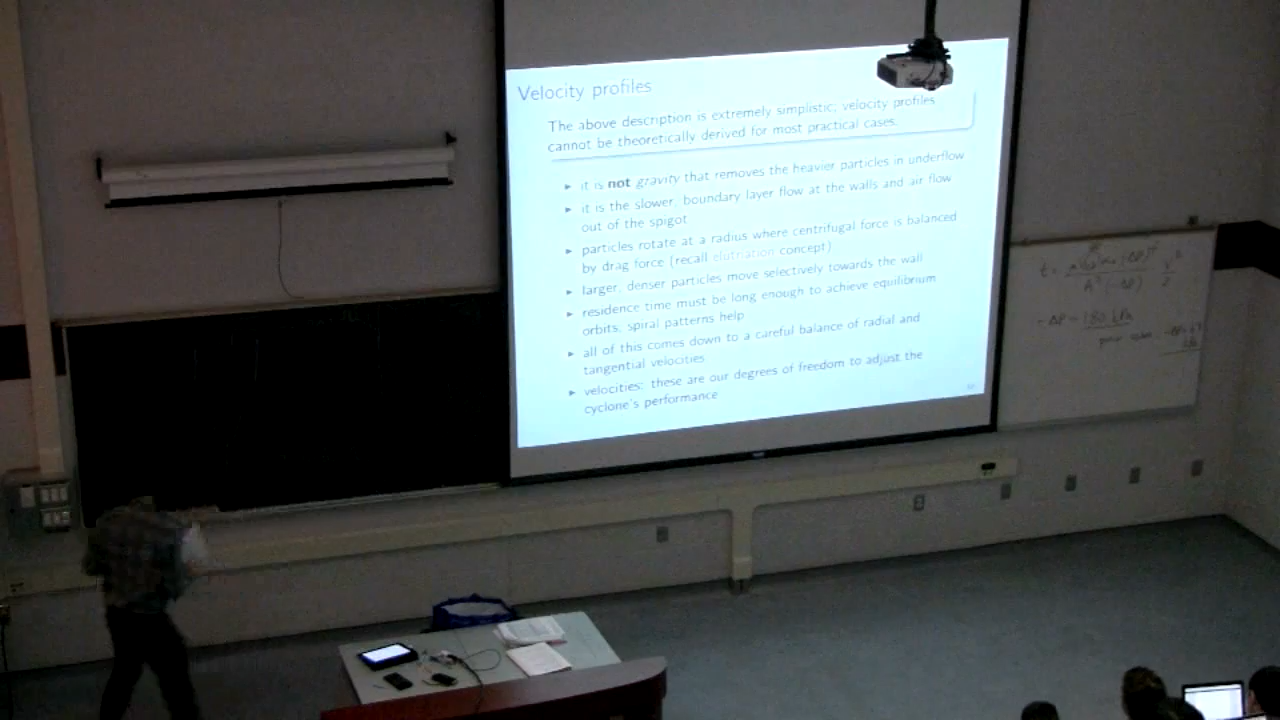 Velocity profiles
The above description is extremely simplistic; velocity profiles
cannot be theoretically derived for most practical cases.
▸ it is not gravity that removes the heavier particles in underflow
▸ it is the slower, boundary layer flow at the walls and air flow
out of the spigot
▸ particles rotate at a radius where centrifugal force is balanced
by drag force (recall elutriation concept)
▸ larger, denser particles move selectively towards the wall
▸ residence time must be long enough to achieve equilibrium
orbits, spiral patterns help
▸ all of this comes down to a careful balance of radial and
tangential velocities
▸ velocities: these are our degrees of freedom to adjust the
cyclone's performance
180 kPa